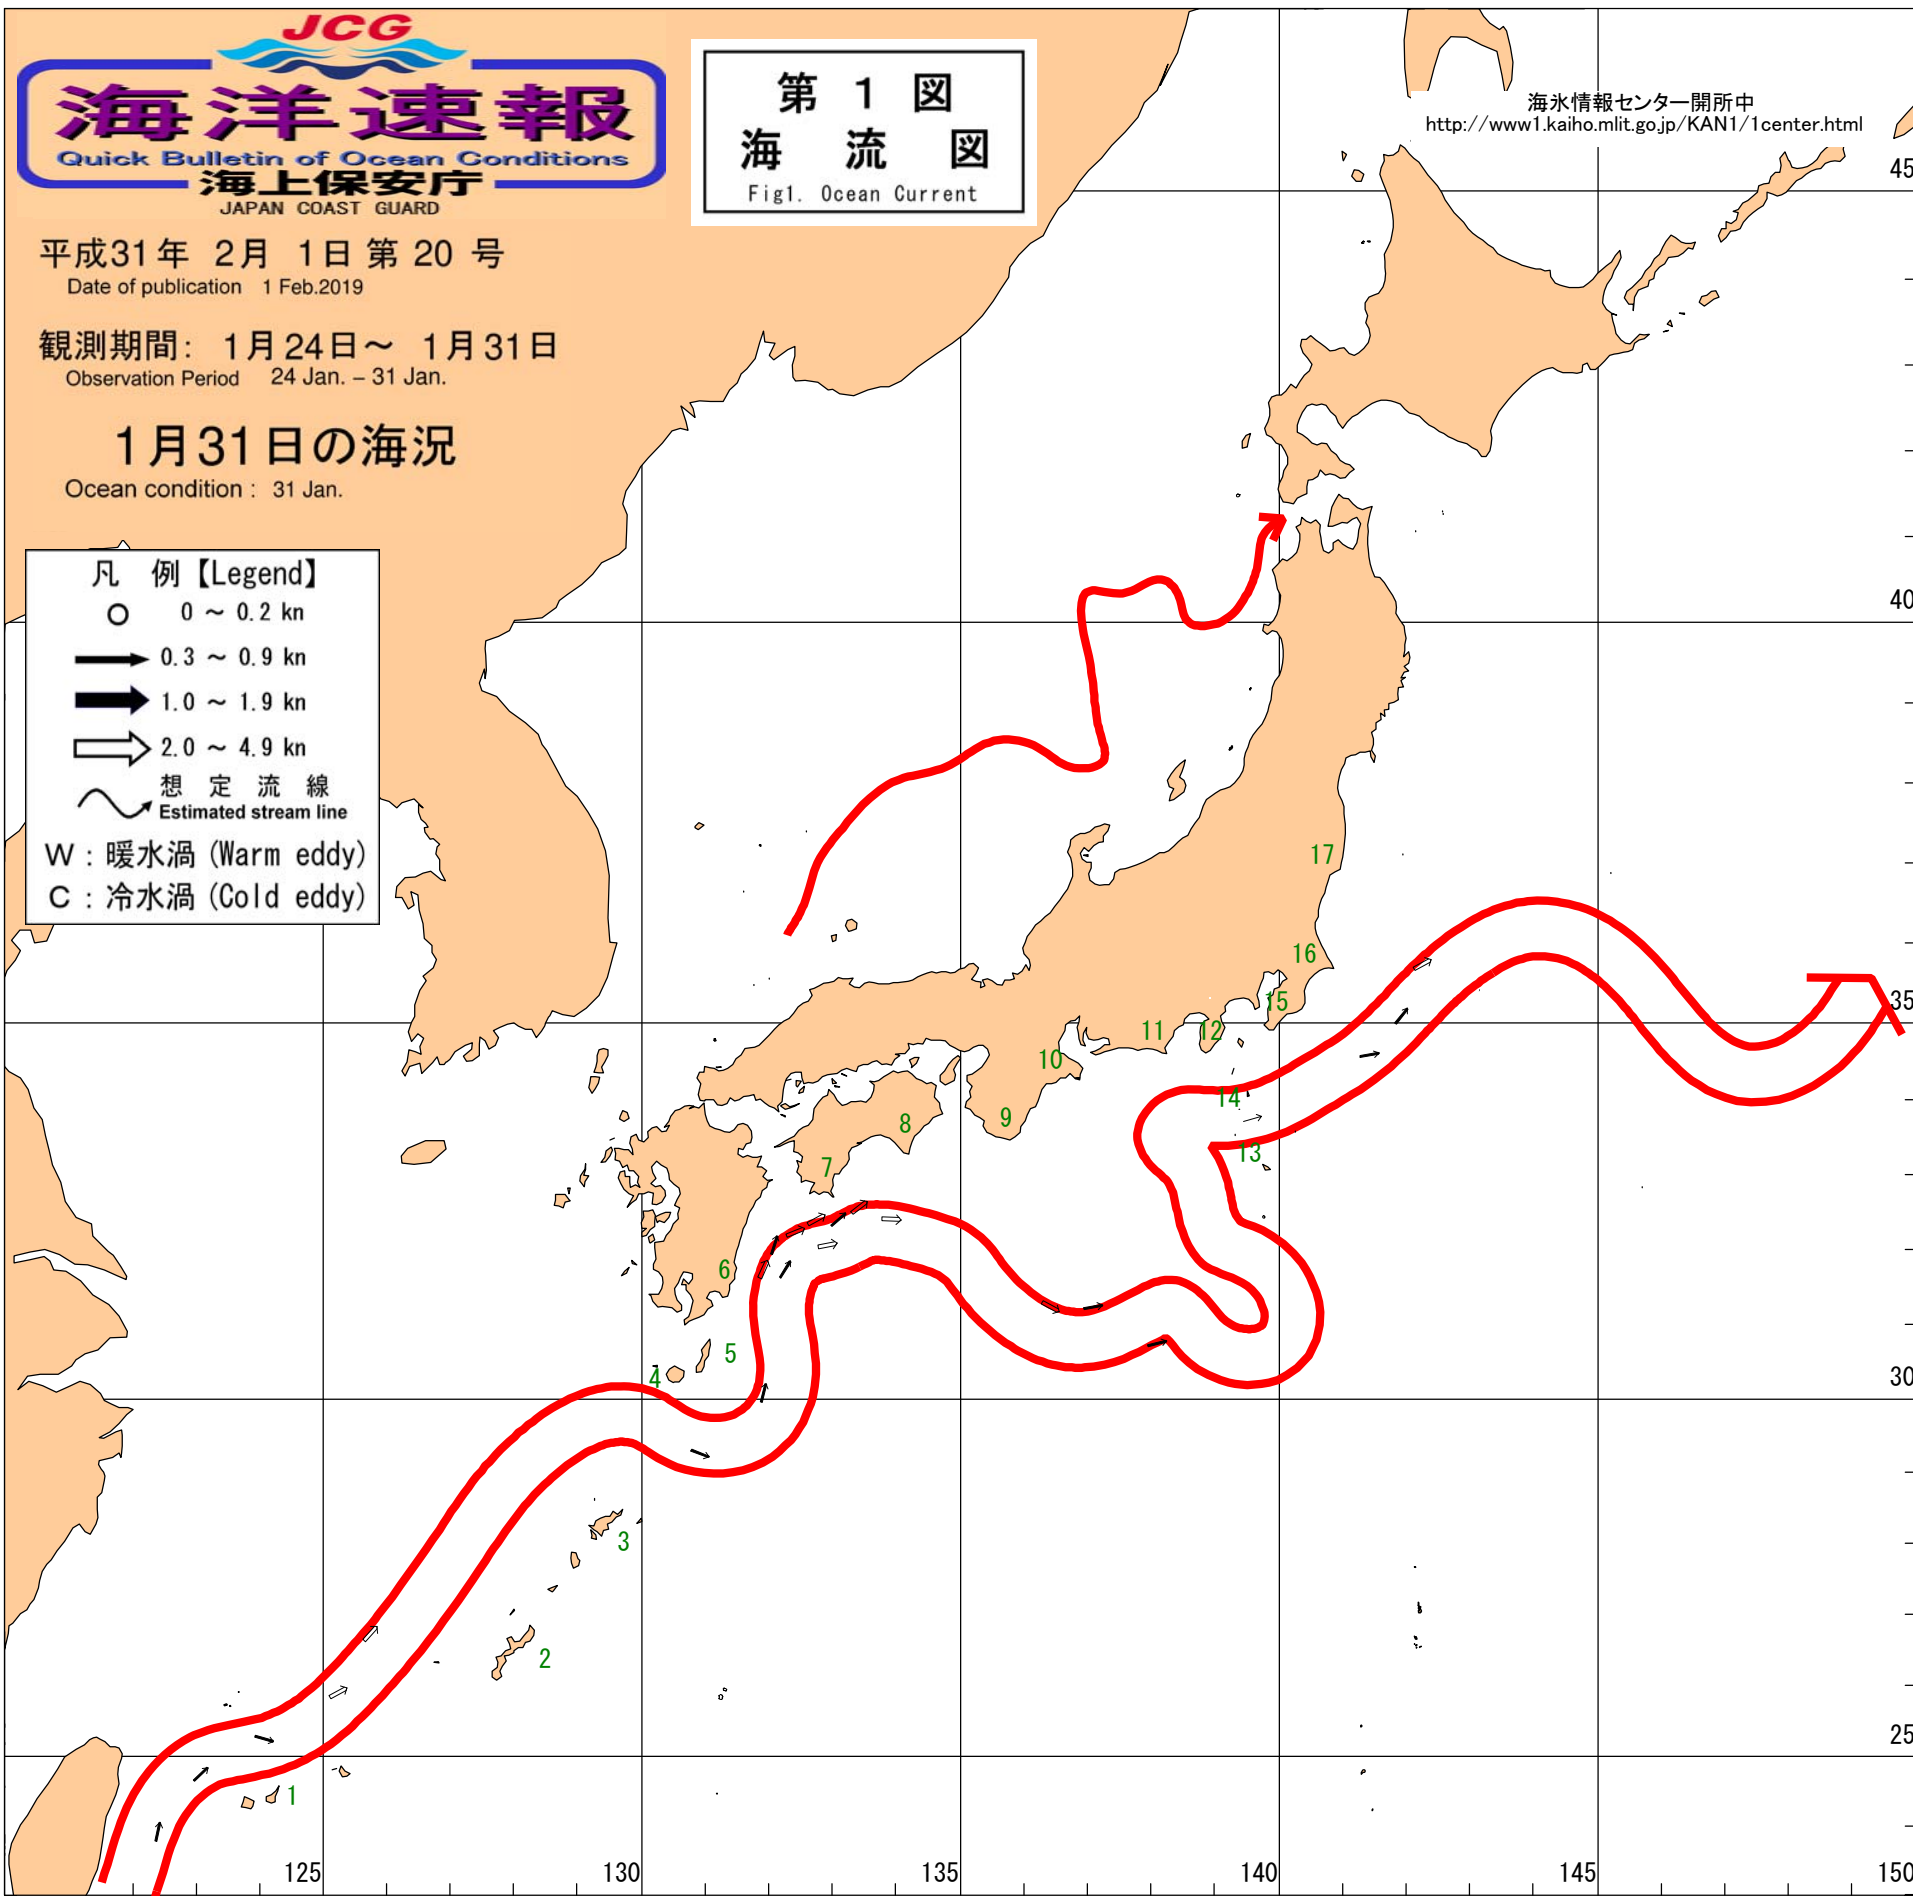 JCG
海洋速報
Quick Bulletin of Ocean Conditions
海上保安庁
JAPAN COAST GUARD
平成31年 2月 1日 第 20 号
Date of publication 1 Feb.2019
観測期間: 1月24日～ 1月31日
Observation Period 24 Jan. – 31 Jan.
1月31日の海況
Ocean condition : 31 Jan.
第 1 図
海 流 図
Fig1. Ocean Current
海氷情報センター開所中
http://www1.kaiho.mlit.go.jp/KAN1/1center.html
凡 例【Legend】
0 ～ 0.2 kn
0.3 ～ 0.9 kn
1.0 ～ 1.9 kn
2.0 ～ 4.9 kn
想 定 流 線
Estimated stream line
W : 暖水渦 (Warm eddy)
C : 冷水渦 (Cold eddy)
45
40
35
30
25
17
16
15
12
11
10
14
9
8
13
7
6
5
4
3
2
1
125
130
135
140
145
150